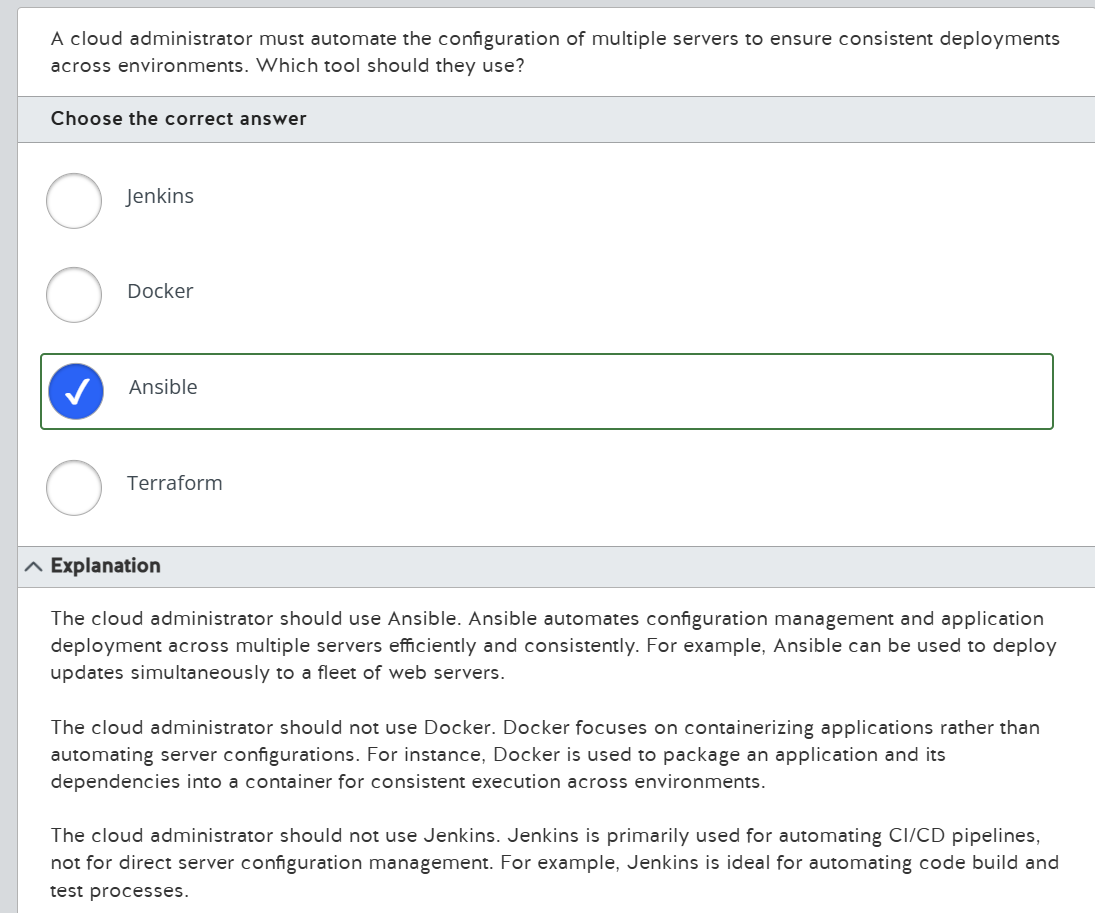 A cloud administrator must automate the configuration of multiple servers to ensure consistent deployments
across environments. Which tool should they use?
Choose the correct answer
Jenkins
Docker
Ansible
Terraform
Explanation
The cloud administrator should use Ansible. Ansible automates configuration management and application
deployment across multiple servers efficiently and consistently. For example, Ansible can be used to deploy
updates simultaneously to a fleet of web servers.
The cloud administrator should not use Docker. Docker focuses on containerizing applications rather than
automating server configurations. For instance, Docker is used to package an application and its
dependencies into a container for consistent execution across environments.
The cloud administrator should not use Jenkins. Jenkins is primarily used for automating CI/CD pipelines,
not for direct server configuration management. For example, Jenkins is ideal for automating code build and
test processes.